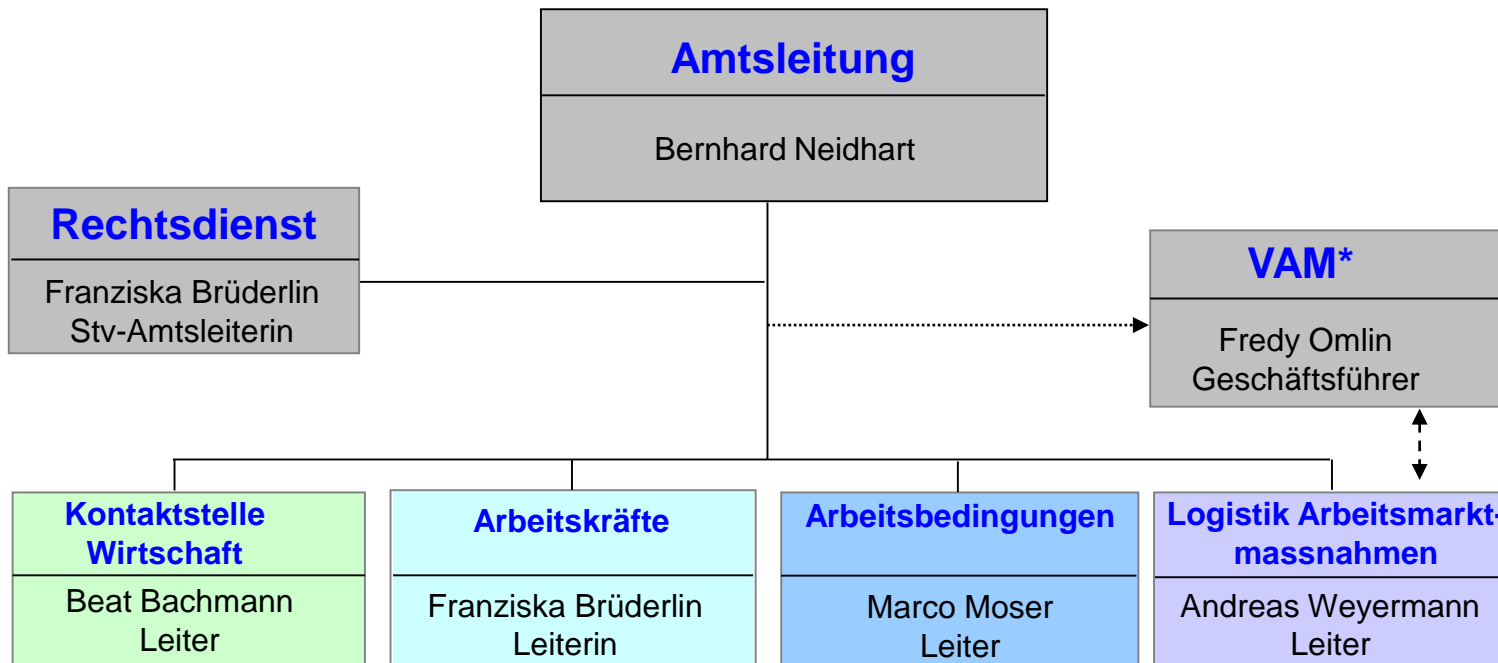 Amtsleitung
Bernhard Neidhart
Rechtsdienst
Franziska Brüderlin
Stv-Amtsleiterin
VAM*
Fredy Omlin
Geschäftsführer
Kontaktstelle
Wirtschaft
Beat Bachmann
Leiter
Arbeitskräfte
Franziska Brüderlin
Leiterin
Arbeitsbedingungen
Marco Moser
Leiter
Logistik Arbeitsmarkt-
massnahmen
Andreas Weyermann
Leiter